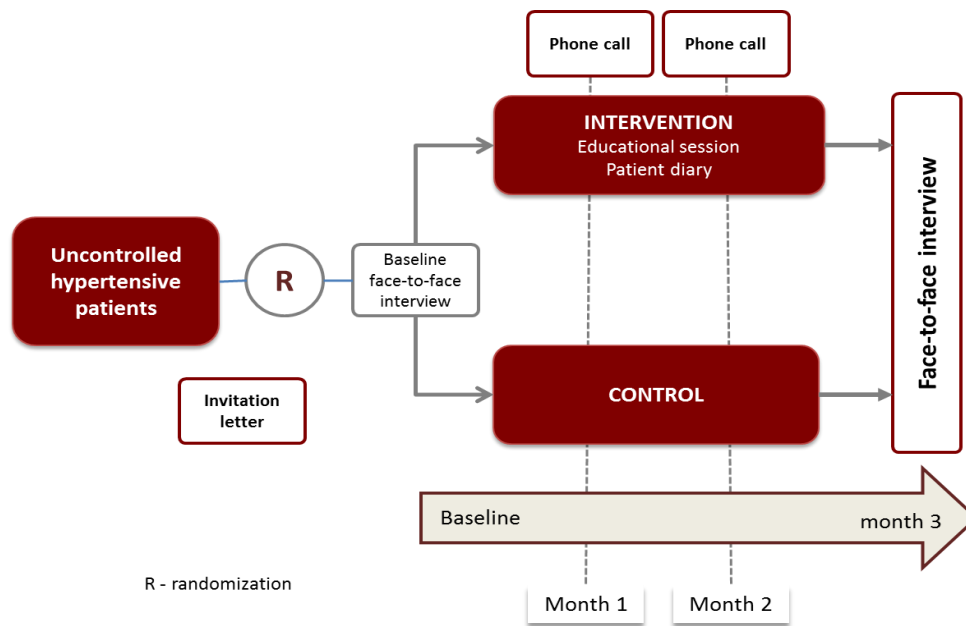 Phone call
Phone call
INTERVENTION
Educational session
Patient diary
Uncontrolled
hypertensive
patients
R
Baseline
face-to-face
interview
Face-to-face interview
Invitation
letter
CONTROL
Baseline
month 3
R - randomization
Month 1
Month 2